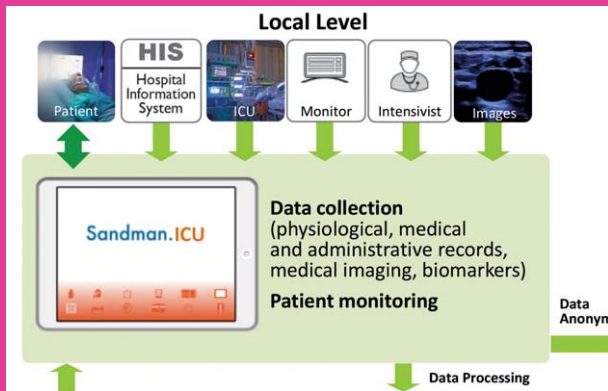 Local Level
Patient
HIS
Hospital
Information
System
ICU
Monitor
Intensivist
Images
Sandman.ICU
Data collection
(physiological, medical
and administrative records,
medical imaging, biomarkers)
Patient monitoring
Data
Anonym
Data Processing